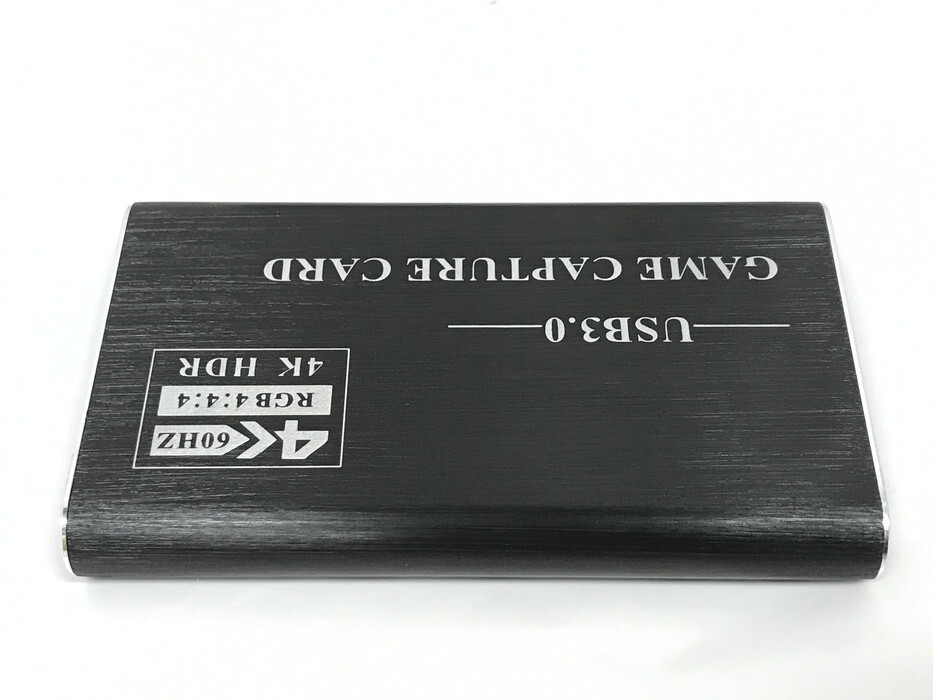 4K 60HZ
RGB4:4:4
4K HDR
USB3.0
GAME CAPTURE CARD